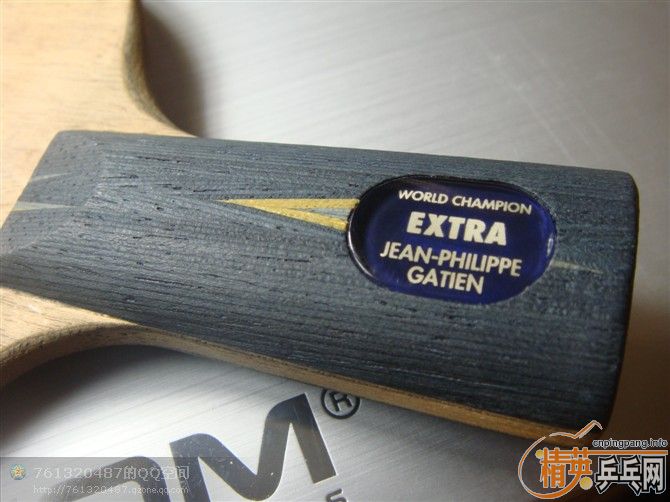 WORLD CHAMPION
EXTRA
JEAN-PHILIPPE
GATIEN
OM®
S
761320487的QQ空间
http://761320487.qzone.qq.com
cnpingpang.info
精英乒乓网